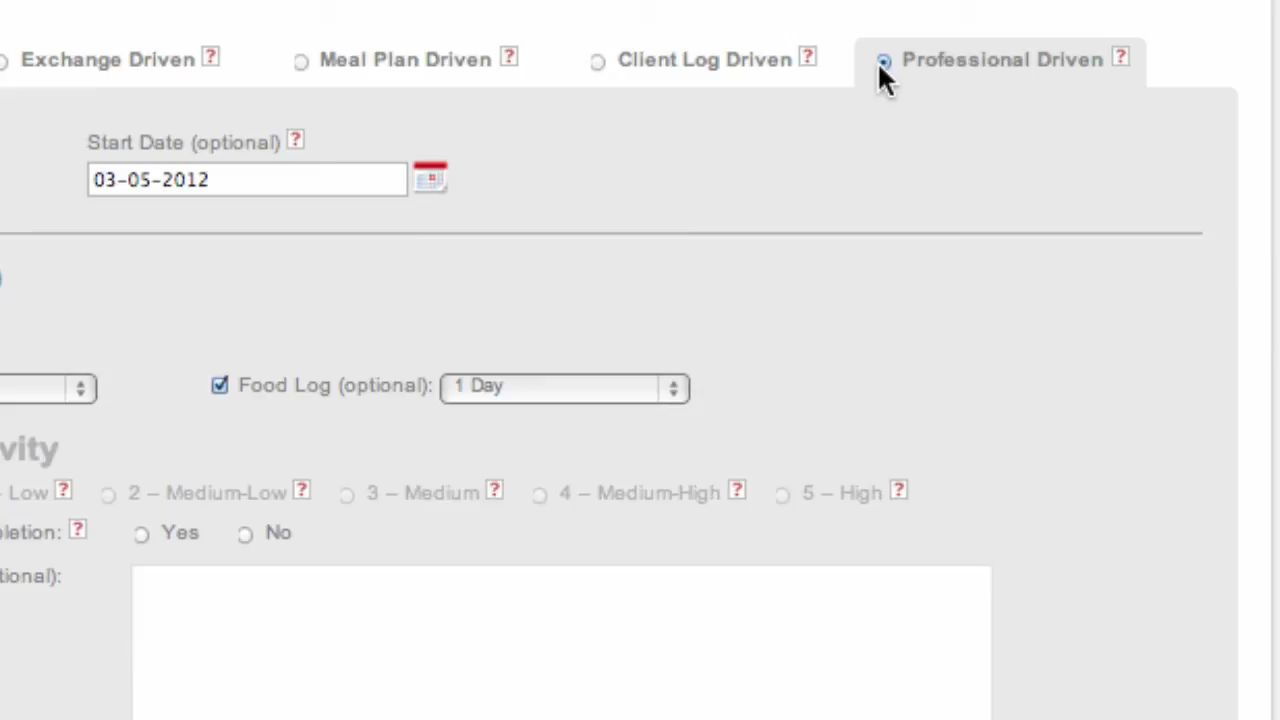 Exchange Driven ? Meal Plan Driven ? Client Log Driven ? Professional Driven ?
Start Date (optional) ?
03-05-2012
Food Log (optional): 1 Day
vity
- Low ? 2 – Medium-Low ? 3 – Medium ? 4 – Medium-High ? 5 – High ?
letion: ? Yes No
tional):